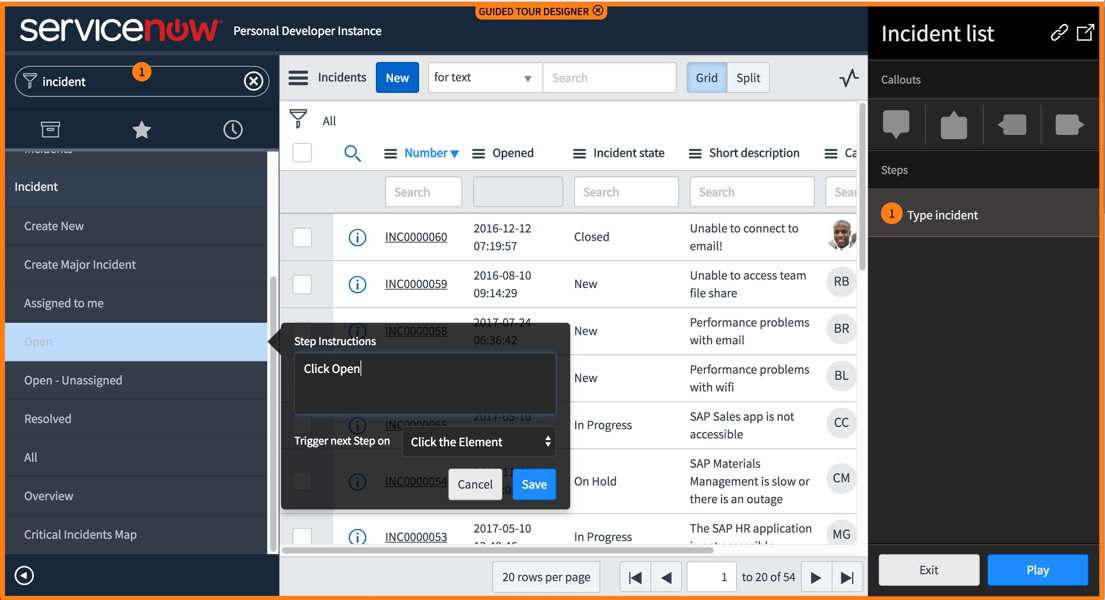 GUIDED TOUR DESIGNER
servicenow
Personal Developer Instance
Incident list
incident
1
Incidents
New
for text
Search
Grid
Split
Callouts
All
Number
Opened
Incident state
Short description
Ca
Incidents
Incident
Create New
Create Major Incident
Assigned to me
Open
Open - Unassigned
Resolved
All
Overview
Critical Incidents Map
Search
Search
Search
Sear
INC0000060
2016-12-12
07:19:57
Closed
Unable to connect to
email!
INC0000059
2016-08-10
09:14:29
New
Unable to access team
file share
RB
INC0000058
2017-07-24
06:36:42
New
Performance problems
with email
BR
New
Performance problems
with wifi
BL
INC0000055
2017-05-10
In Progress
SAP Sales app is not
accessible
CC
INC0000054
On Hold
SAP Materials
Management is slow or
there is an outage
CM
INC0000053
2017-05-10
In Progress
The SAP HR application
MG
Step Instructions
Click Open
Trigger next Step on
Click the Element
Cancel
Save
20 rows per page
1
to 20 of 54
Steps
1
Type incident
Exit
Play